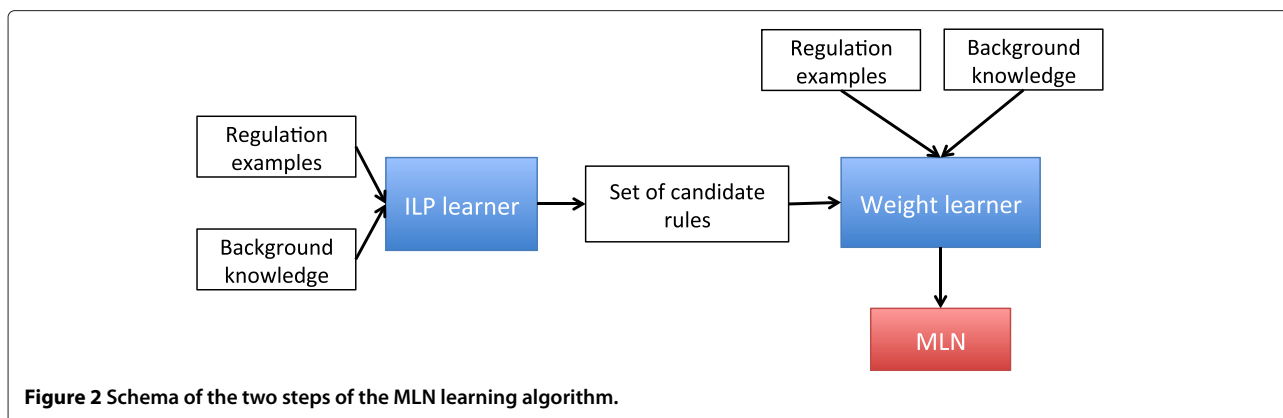 Regulation
examples
Background
knowledge
Regulation
examples
Background
knowledge
ILP learner
Set of candidate
rules
Weight learner
MLN
Figure 2 Schema of the two steps of the MLN learning algorithm.